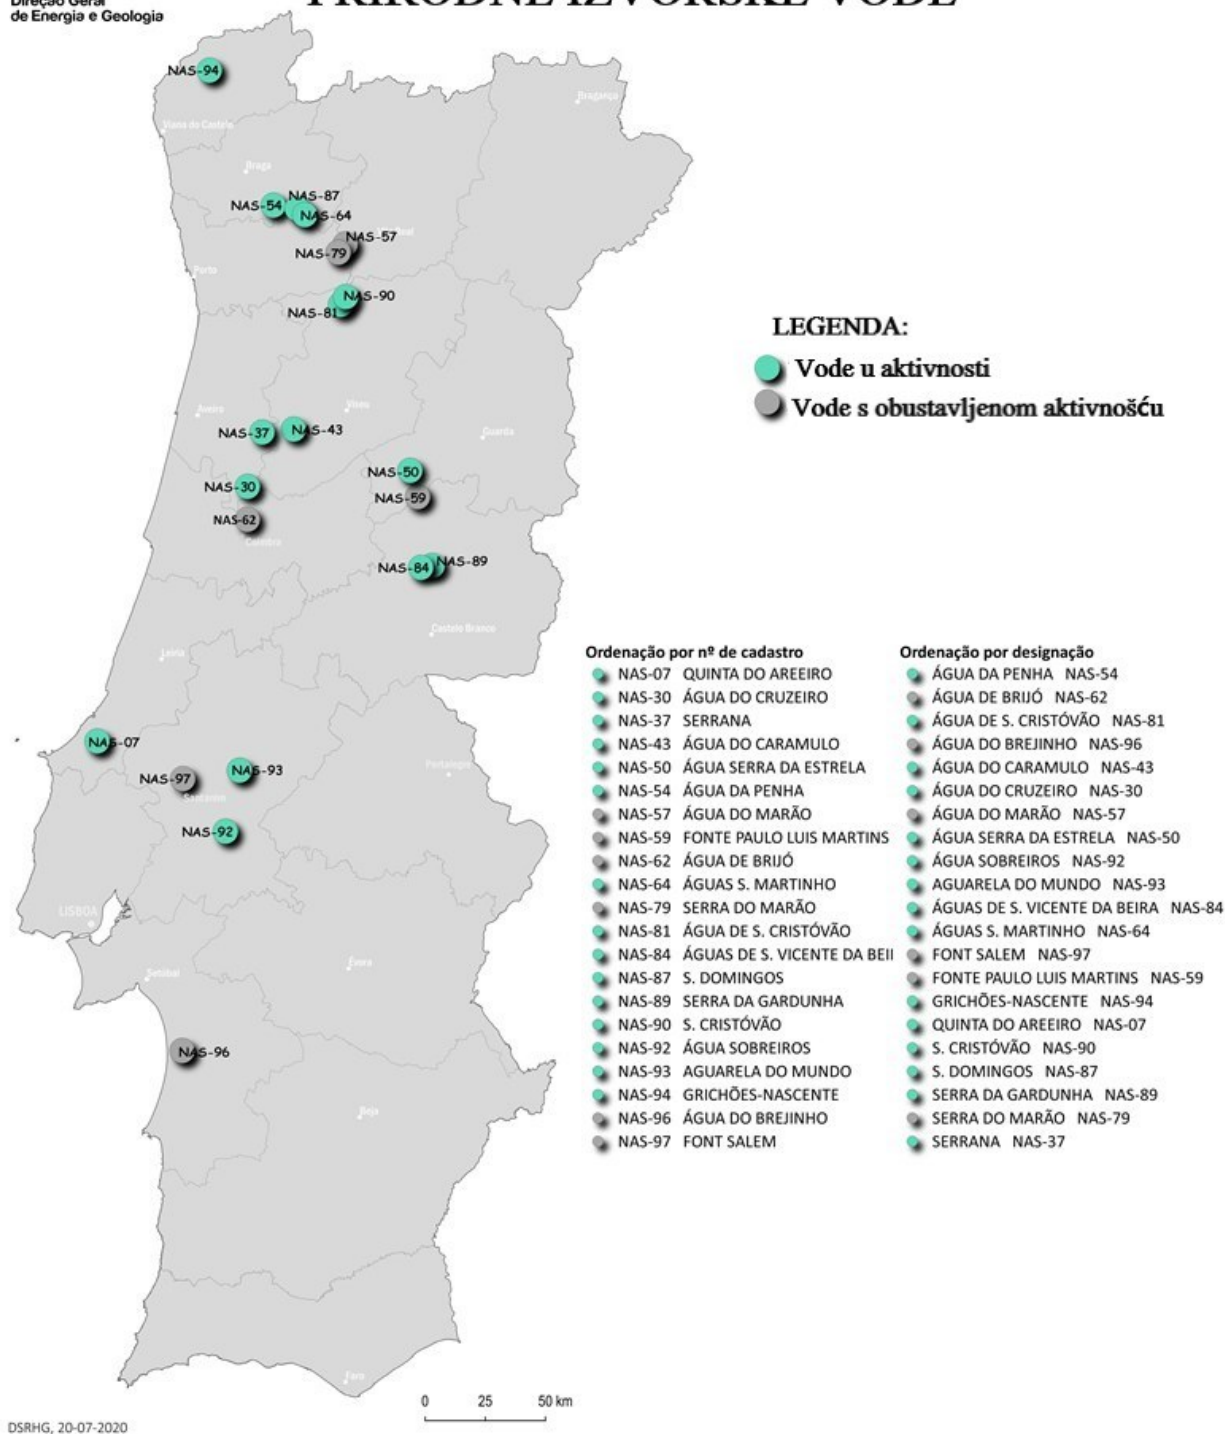 Direção Geral
de Energia e Geologia
PRIRODNE IZVORSKE VODE
NAS-94
Bragança
Viana do Castelo
Braga
NAS-87
NAS-54
NAS-64
NAS-57
NAS-79
Porto
NAS-90
NAS-81
LEGENDA:
Vode u aktivnosti
Vode s obustavljenom aktivnošću
Aveiro
Viseu
NAS-37
NAS-43
Guarda
NAS-50
NAS-30
NAS-59
NAS-62
Coimbra
NAS-89
NAS-84
Castelo Branco
Leiria
NAS-07
NAS-93
NAS-97
Portalegre
Santarém
NAS-92
LISBOA
Évora
Setúbal
NAS-96
Beja
Faro
Ordenação por nº de cadastro
NAS-07 QUINTA DO AREEIRO
NAS-30 ÁGUA DO CRUZEIRO
NAS-37 SERRANA
NAS-43 ÁGUA DO CARAMULO
NAS-50 ÁGUA SERRA DA ESTRELA
NAS-54 ÁGUA DA PENHA
NAS-57 ÁGUA DO MARÃO
NAS-59 FONTE PAULO LUIS MARTINS
NAS-62 ÁGUA DE BRIJÓ
NAS-64 ÁGUAS S. MARTINHO
NAS-79 SERRA DO MARÃO
NAS-81 ÁGUA DE S. CRISTÓVÃO
NAS-84 ÁGUAS DE S. VICENTE DA BEI
NAS-87 S. DOMINGOS
NAS-89 SERRA DA GARDUNHA
NAS-90 S. CRISTÓVÃO
NAS-92 ÁGUA SOBREIROS
NAS-93 AGUARELA DO MUNDO
NAS-94 GRICHÕES-NASCENTE
NAS-96 ÁGUA DO BREJINHO
NAS-97 FONT SALEM
Ordenação por designação
ÁGUA DA PENHA NAS-54
ÁGUA DE BRIJÓ NAS-62
ÁGUA DE S. CRISTÓVÃO NAS-81
ÁGUA DO BREJINHO NAS-96
ÁGUA DO CARAMULO NAS-43
ÁGUA DO CRUZEIRO NAS-30
ÁGUA DO MARÃO NAS-57
ÁGUA SERRA DA ESTRELA NAS-50
ÁGUA SOBREIROS NAS-92
AGUARELA DO MUNDO NAS-93
ÁGUAS DE S. VICENTE DA BEIRA NAS-84
ÁGUAS S. MARTINHO NAS-64
FONT SALEM NAS-97
FONTE PAULO LUIS MARTINS NAS-59
GRICHÕES-NASCENTE NAS-94
QUINTA DO AREEIRO NAS-07
S. CRISTÓVÃO NAS-90
S. DOMINGOS NAS-87
SERRA DA GARDUNHA NAS-89
SERRA DO MARÃO NAS-79
SERRANA NAS-37
0 25 50 km
DSRHG, 20-07-2020